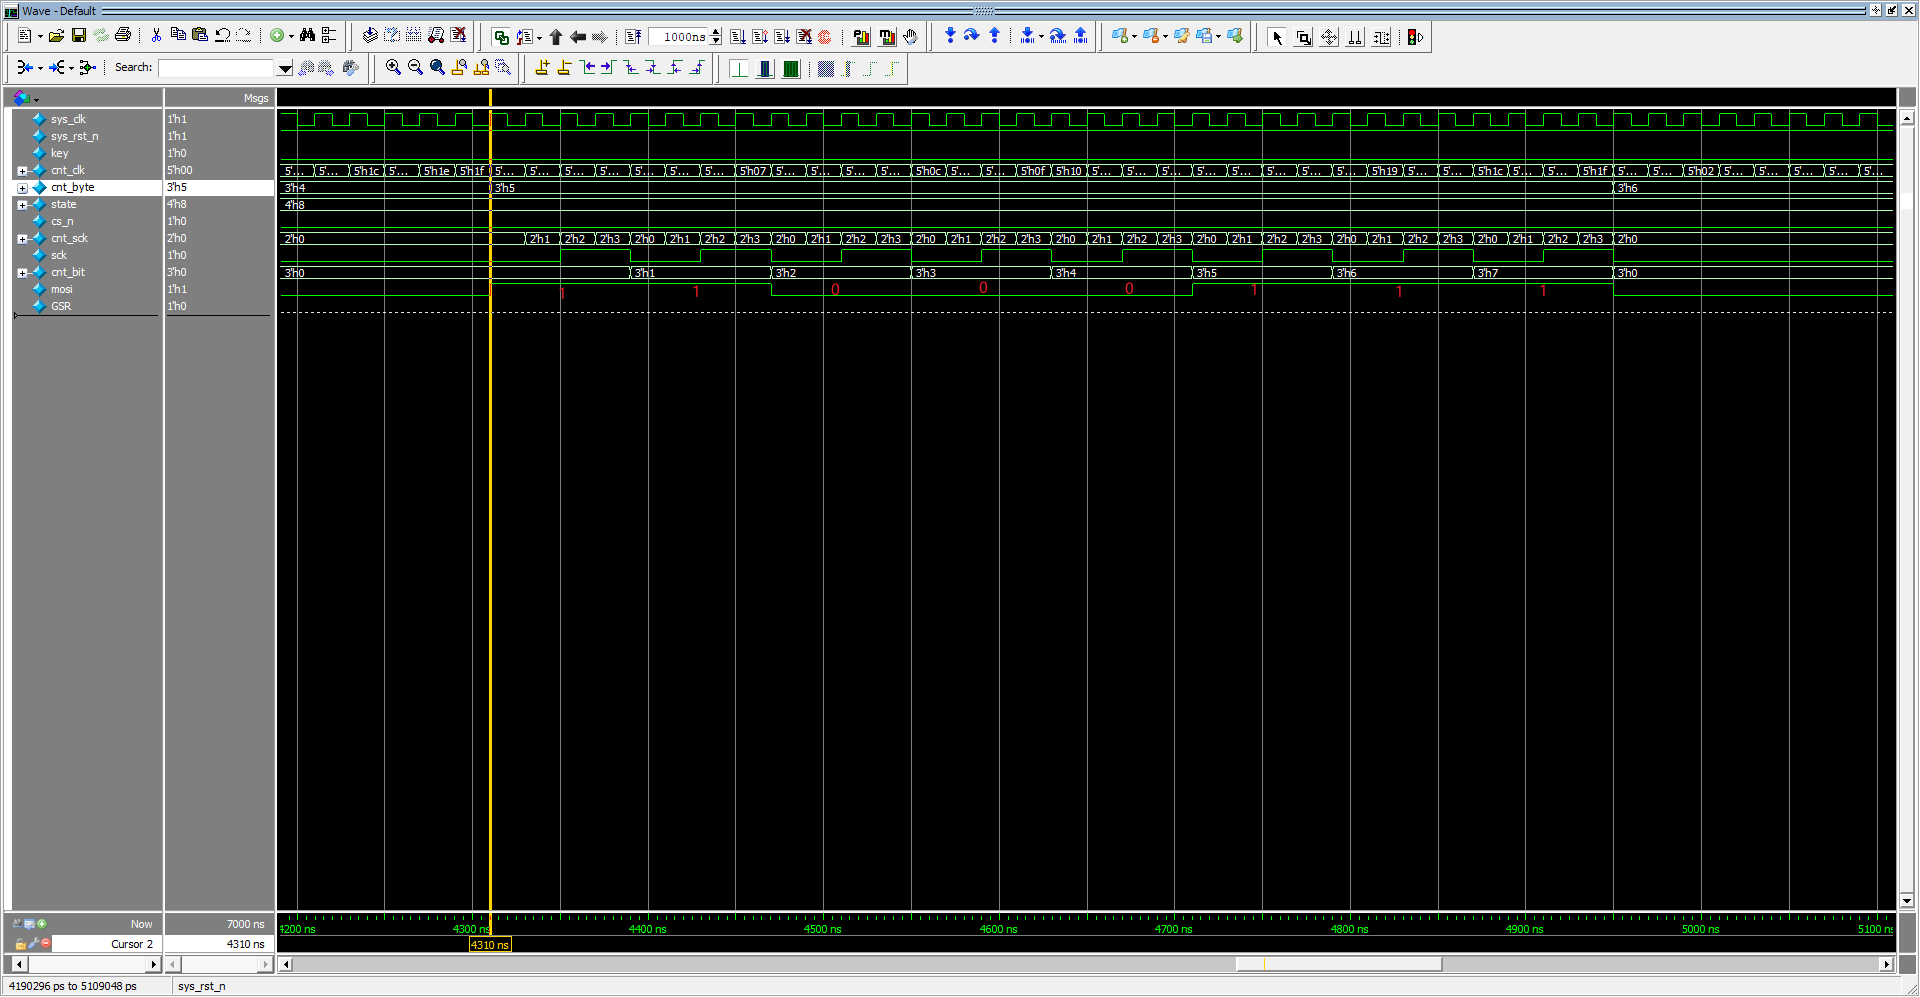 Wave - Default
1000ns
Search:
Msgs
sys_clk 1'h1
sys_rst_n 1'h1
key 1'h0
cnt_clk 5'h00 5'... 5'... 5'h1c 5'... 5'h1e 5'h1f 5'... 5'... 5'... 5'... 5'... 5'... 5'... 5'h07 5'... 5'... 5'... 5'... 5'h0c 5'... 5'... 5'h0f 5'h10 5'... 5'... 5'... 5'... 5'... 5'... 5'... 5'... 5'h19 5'... 5'... 5'h1c 5'... 5'... 5'h1f 5'... 5'... 5'h02 5'... 5'... 5'... 5'... 5'...
cnt_byte 3'h5 3'h4 3'h5 3'h6
state 4'h8 4'h8
cs_n 1'h0
cnt_sck 2'h0 2'h0 2'h1 2'h2 2'h3 2'h0 2'h1 2'h2 2'h3 2'h0 2'h1 2'h2 2'h3 2'h0 2'h1 2'h2 2'h3 2'h0 2'h1 2'h2 2'h3 2'h0 2'h1 2'h2 2'h3 2'h0 2'h1 2'h2 2'h3 2'h0 2'h1 2'h2 2'h3 2'h0
sck 1'h0
cnt_bit 3'h0 3'h0 3'h1 3'h2 3'h3 3'h4 3'h5 3'h6 3'h7 3'h0
mosi 1'h1 1 1 0 0 0 1 1 1
GSR 1'h0
Now 7000 ns 4200 ns 4300 ns 4400 ns 4500 ns 4600 ns 4700 ns 4800 ns 4900 ns 5000 ns 5100 ns
Cursor 2 4310 ns 4310 ns
4190296 ps to 5109048 ps sys_rst_n